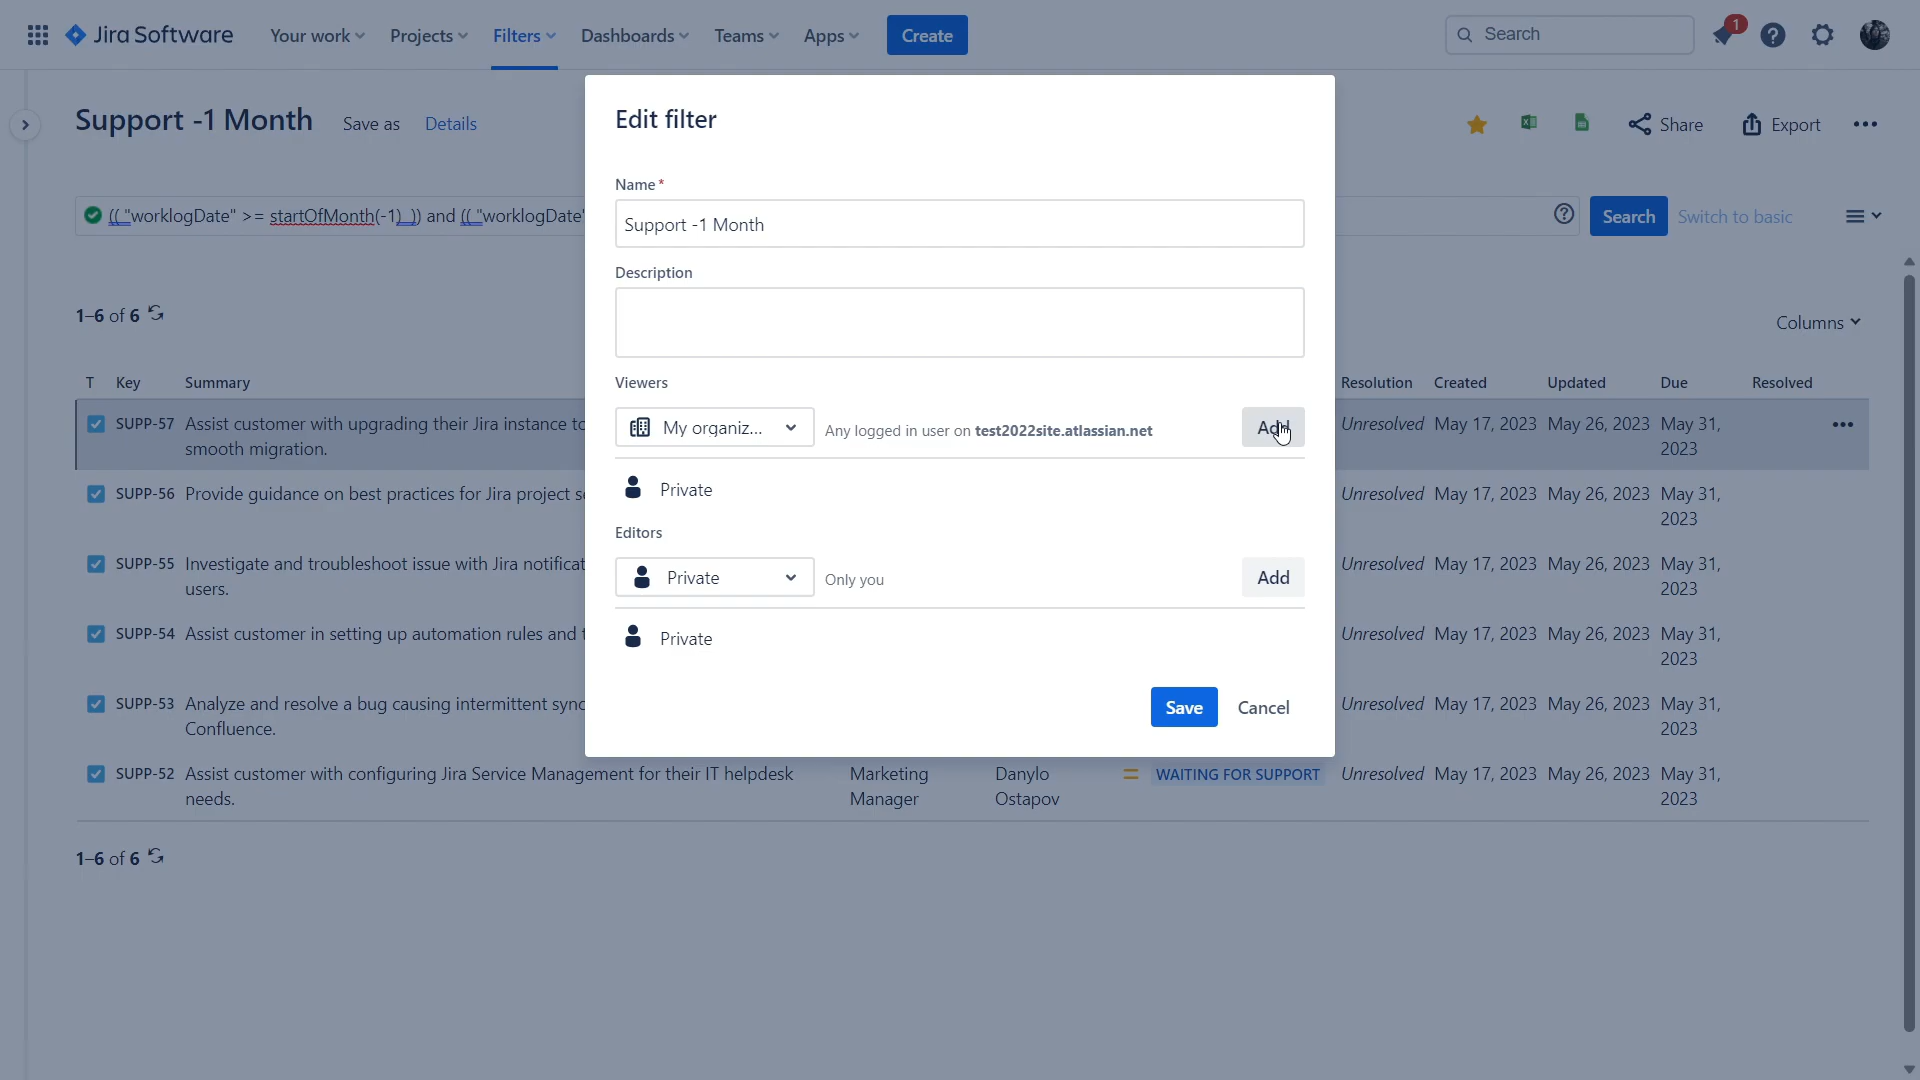 Jira Software Your work Projects Filters Dashboards Teams Apps Create Search 1
Support -1 Month Save as Details Share Export
(( "worklogDate" >= startOfMonth(-1) )) and (( "worklogDate" Search Switch to basic
1–6 of 6
Columns
T Key Summary Resolution Created Updated Due Resolved
SUPP-57 Assist customer with upgrading their Jira instance to Unresolved May 17, 2023 May 26, 2023 May 31,
smooth migration. 2023
SUPP-56 Provide guidance on best practices for Jira project Unresolved May 17, 2023 May 26, 2023 May 31,
2023
SUPP-55 Investigate and troubleshoot issue with Jira Unresolved May 17, 2023 May 26, 2023 May 31,
users. 2023
SUPP-54 Assist customer in setting up automation rules and Unresolved May 17, 2023 May 26, 2023 May 31,
2023
SUPP-53 Analyze and resolve a bug causing intermittent Unresolved May 17, 2023 May 26, 2023 May 31,
Confluence. 2023
SUPP-52 Assist customer with configuring Jira Service Management for their IT helpdesk Marketing Danylo WAITING FOR SUPPORT Unresolved May 17, 2023 May 26, 2023 May 31,
needs. Manager Ostapov 2023
1–6 of 6
Edit filter
Name*
Support -1 Month
Description
Viewers
My organiz... Any logged in user on test2022site.atlassian.net Add
Private
Editors
Private Only you Add
Private
Save Cancel